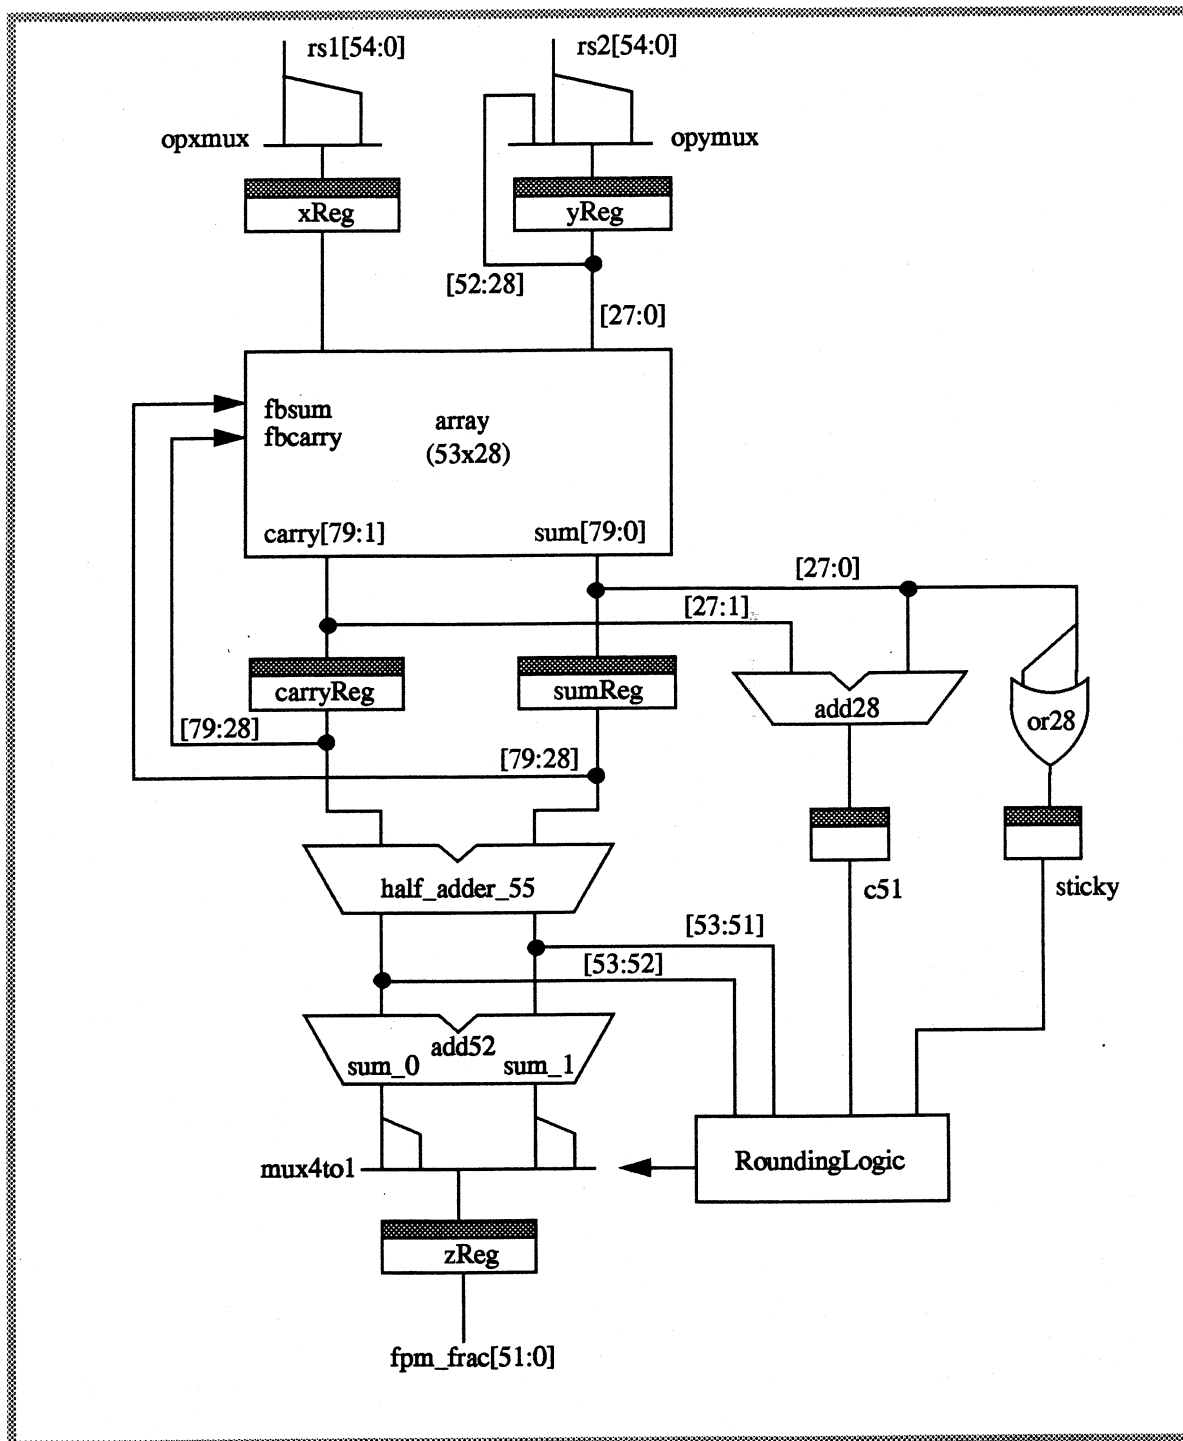 rs1[54:0]
rs2[54:0]
opxmux
opymux
xReg
yReg
[52:28]
[27:0]
fbsum
fbcarry
array
(53x28)
carry[79:1]
sum[79:0]
[27:0]
[27:1]
carryReg
sumReg
add28
or28
[79:28]
[79:28]
half_adder_55
c51
sticky
[53:51]
[53:52]
add52
sum_0
sum_1
mux4to1
RoundingLogic
zReg
fpm_frac[51:0]